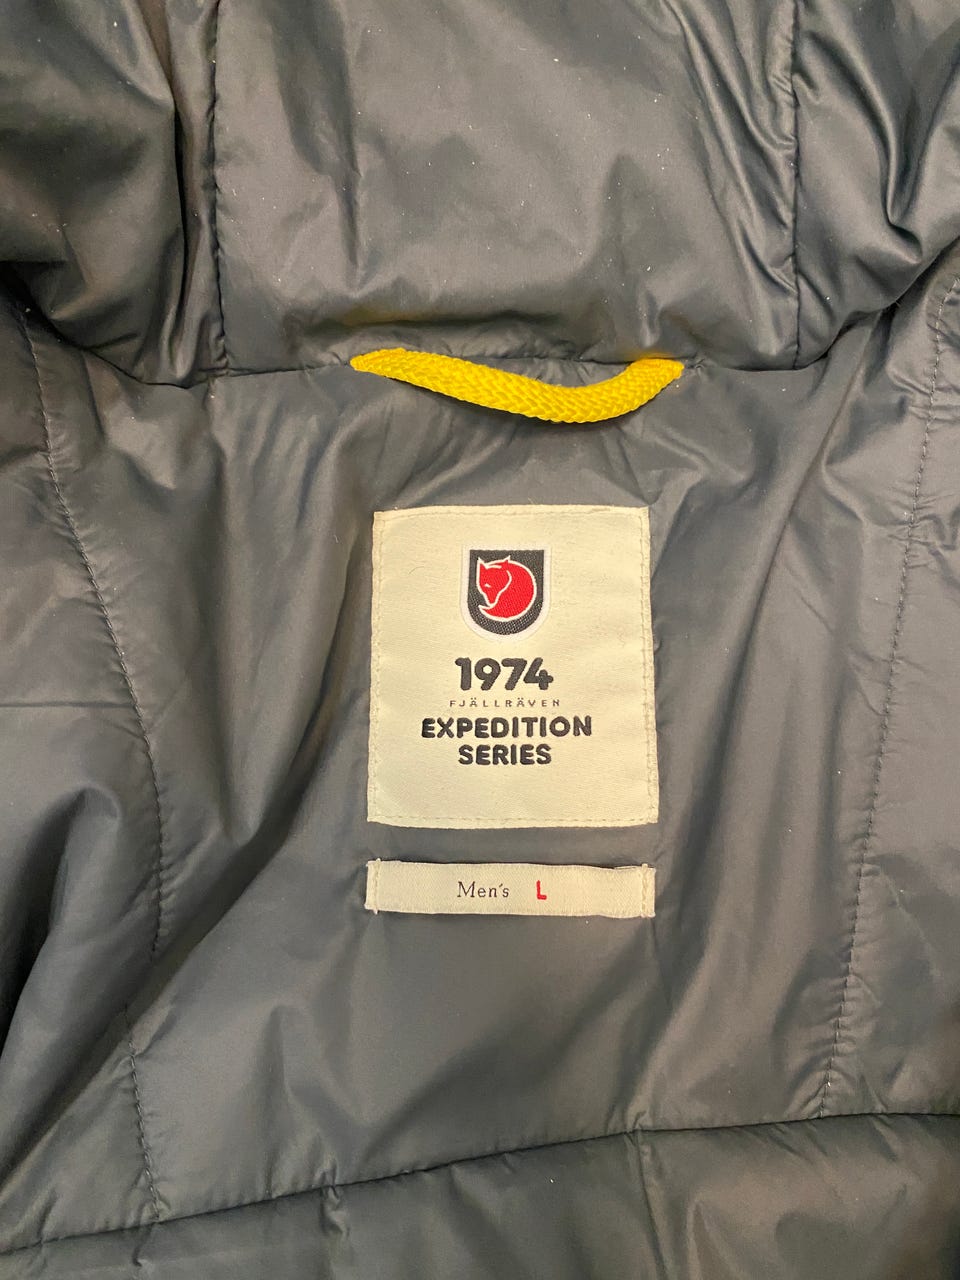 1974
FJÄLLRÄVEN
EXPEDITION
SERIES
Men's L